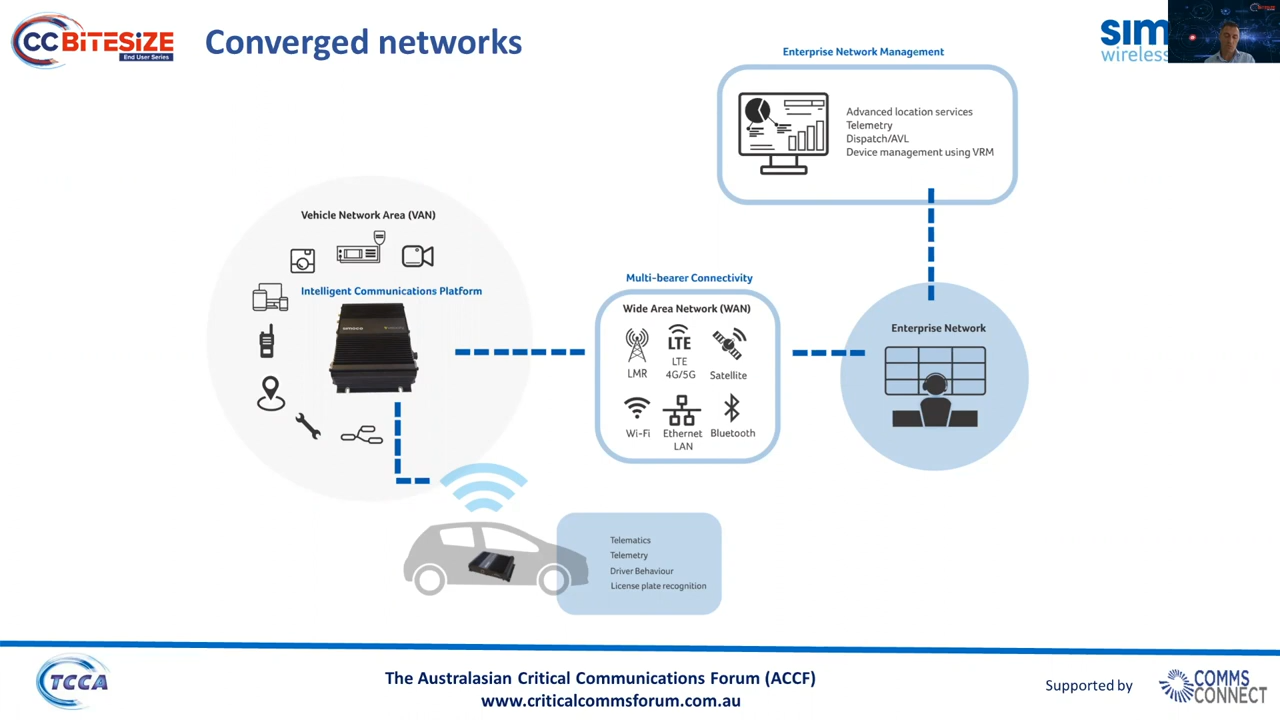 CC BiTESiZE
End User Series
Converged networks
Enterprise Network Management
wireless
Advanced location services
Telemetry
Dispatch/AVL
Device management using VRM
Vehicle Network Area (VAN)
Intelligent Communications Platform
simoco
Multi-bearer Connectivity
Wide Area Network (WAN)
LTE
LMR
LTE
4G/5G
Satellite
Wi-Fi
Ethernet
LAN
Bluetooth
Enterprise Network
Telematics
Telemetry
Driver Behaviour
License plate recognition
TCCA
The Australasian Critical Communications Forum (ACCF)
www.criticalcommsforum.com.au
Supported by
COMMS
CONNECT